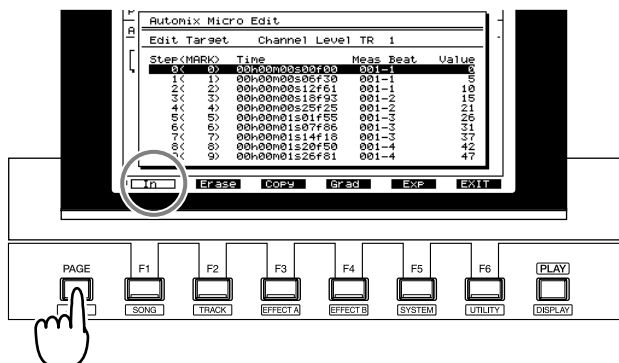 Automix Micro Edit
Edit Target Channel Level TR 1
Step(MARK) Time Meas Beat Value
0( 0) 00h00m00s00f00 001-1 0
1( 1) 00h00m00s06f30 001-1 5
2( 2) 00h00m00s12f61 001-1 10
3( 3) 00h00m00s18f93 001-2 15
4( 4) 00h00m00s25f25 001-2 21
5( 5) 00h00m01s01f55 001-3 26
6( 6) 00h00m01s07f86 001-3 31
7( 7) 00h00m01s14f18 001-3 37
8( 8) 00h00m01s20f50 001-4 42
9) 00h00m01s26f81 001-4 47
In Erase Copy Grad Exp EXIT
PAGE F1 F2 F3 F4 F5 F6 PLAY
SONG TRACK EFFECT A EFFECT B SYSTEM UTILITY DISPLAY